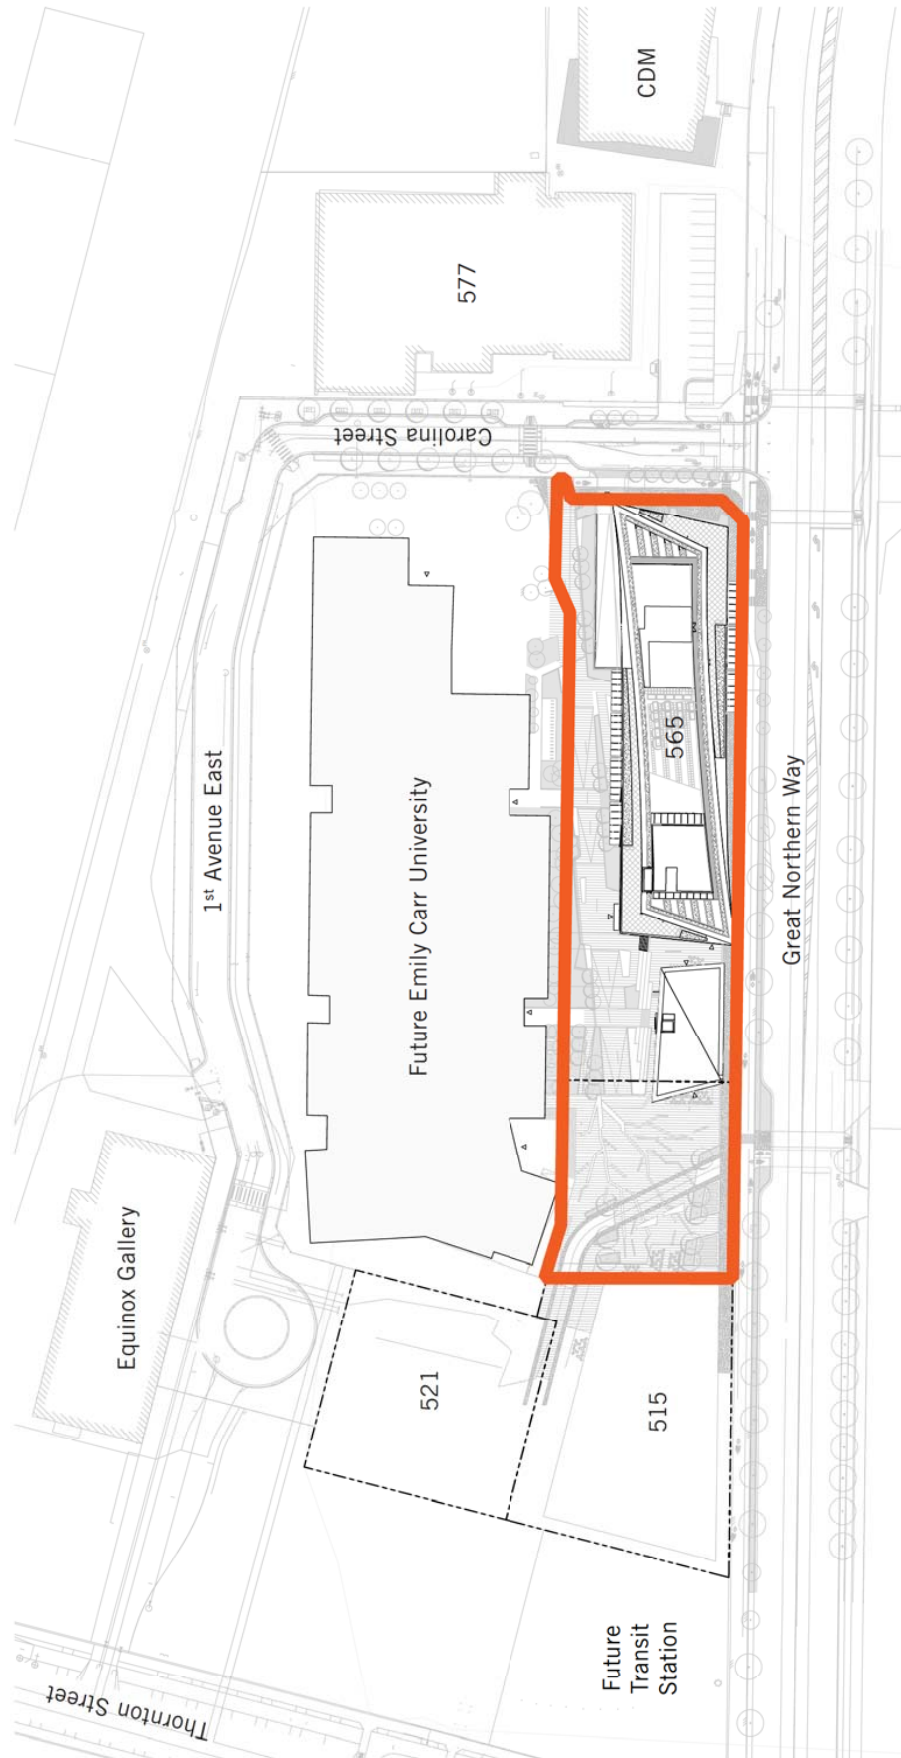 CDM
577
Carolina Street
1st Avenue East
565
Future Emily Carr University
Great Northern Way
Equinox Gallery
521
515
Future
Transit
Station
Thornton Street